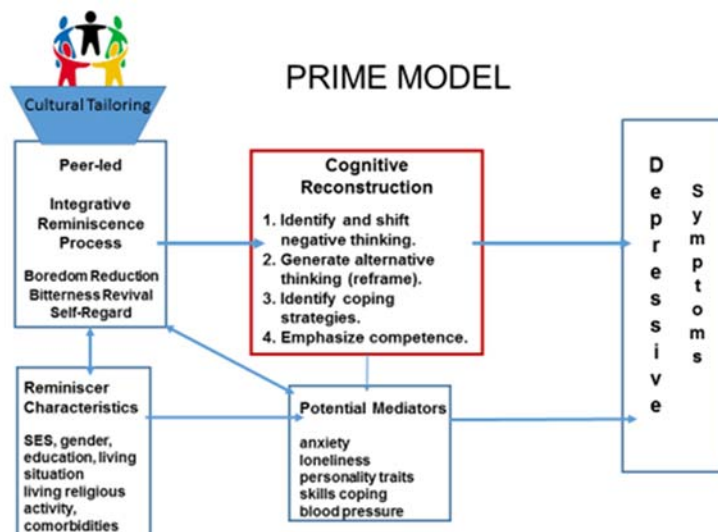 PRIME MODEL
Cultural Tailoring
Peer-led
Integrative
Reminiscence
Process
Boredom Reduction
Bitterness Revival
Self-Regard
Cognitive
Reconstruction
1. Identify and shift
negative thinking.
2. Generate alternative
thinking (reframe).
3. Identify coping
strategies.
4. Emphasize competence.
Depressive
Symptoms
Reminiscer
Characteristics
SES, gender,
education, living
situation
living religious
activity,
comorbidities
Potential Mediators
anxiety
loneliness
personality traits
skills coping
blood pressure